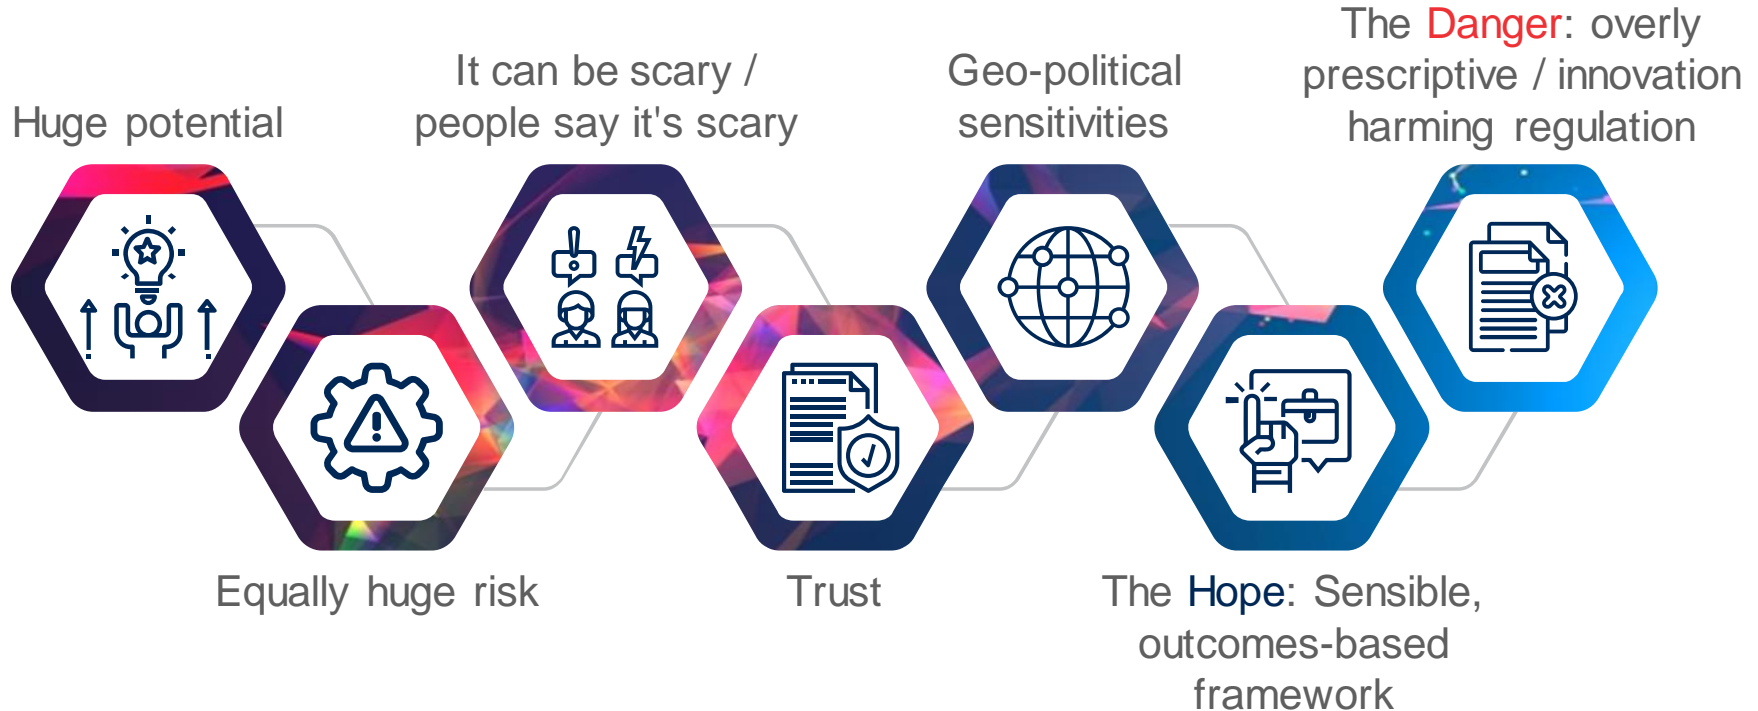 Huge potential
Equally huge risk
It can be scary /
people say it's scary
Trust
Geo-political
sensitivities
The Hope: Sensible,
outcomes-based
framework
The Danger: overly
prescriptive / innovation
harming regulation